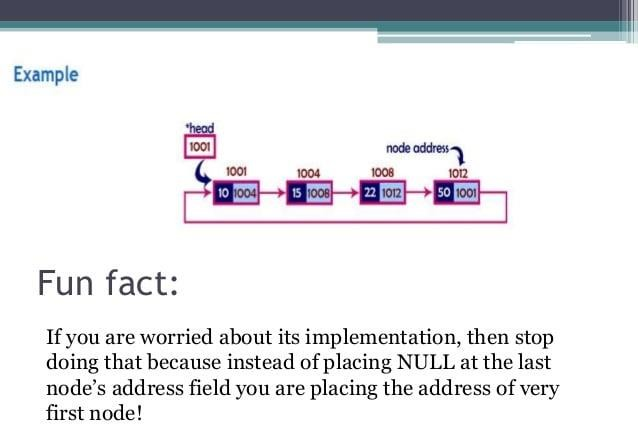 Example
*head
1001
node address
1001 1004 1008 1012
10 1004 15 1008 22 1012 50 1001
Fun fact:
If you are worried about its implementation, then stop
doing that because instead of placing NULL at the last
node’s address field you are placing the address of very
first node!